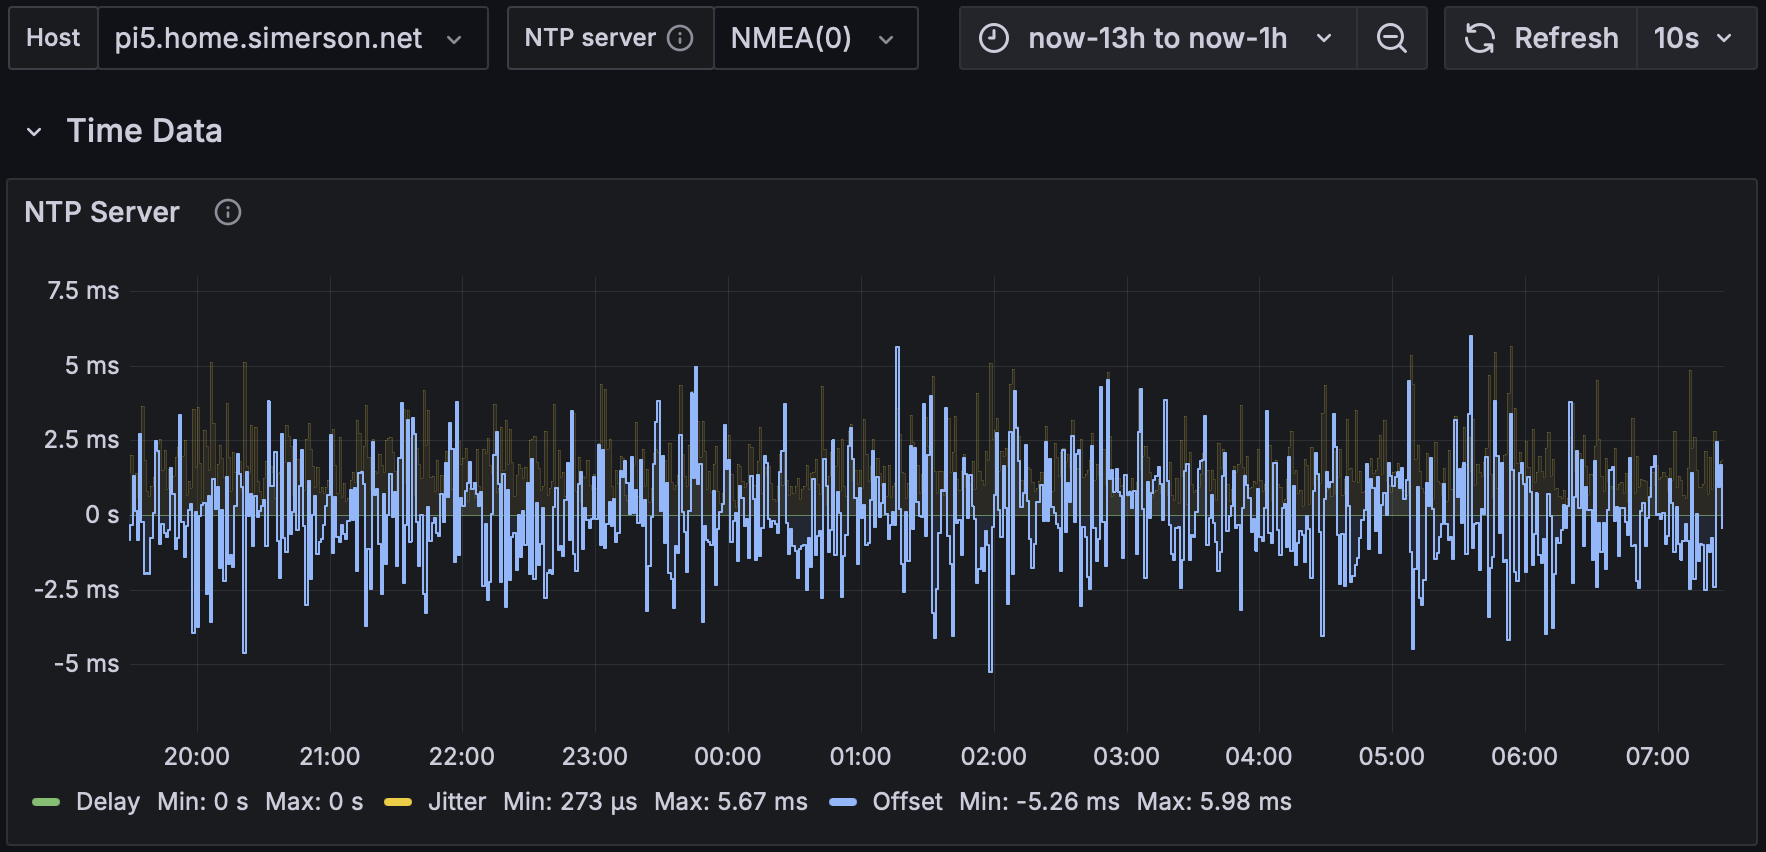 Host pi5.home.simerson.net NTP server NMEA(0) now-13h to now-1h Refresh 10s
Time Data
NTP Server
7.5 ms
5 ms
2.5 ms
0 s
-2.5 ms
-5 ms
20:00 21:00 22:00 23:00 00:00 01:00 02:00 03:00 04:00 05:00 06:00 07:00
Delay Min: 0 s Max: 0 s Jitter Min: 273 µs Max: 5.67 ms Offset Min: -5.26 ms Max: 5.98 ms